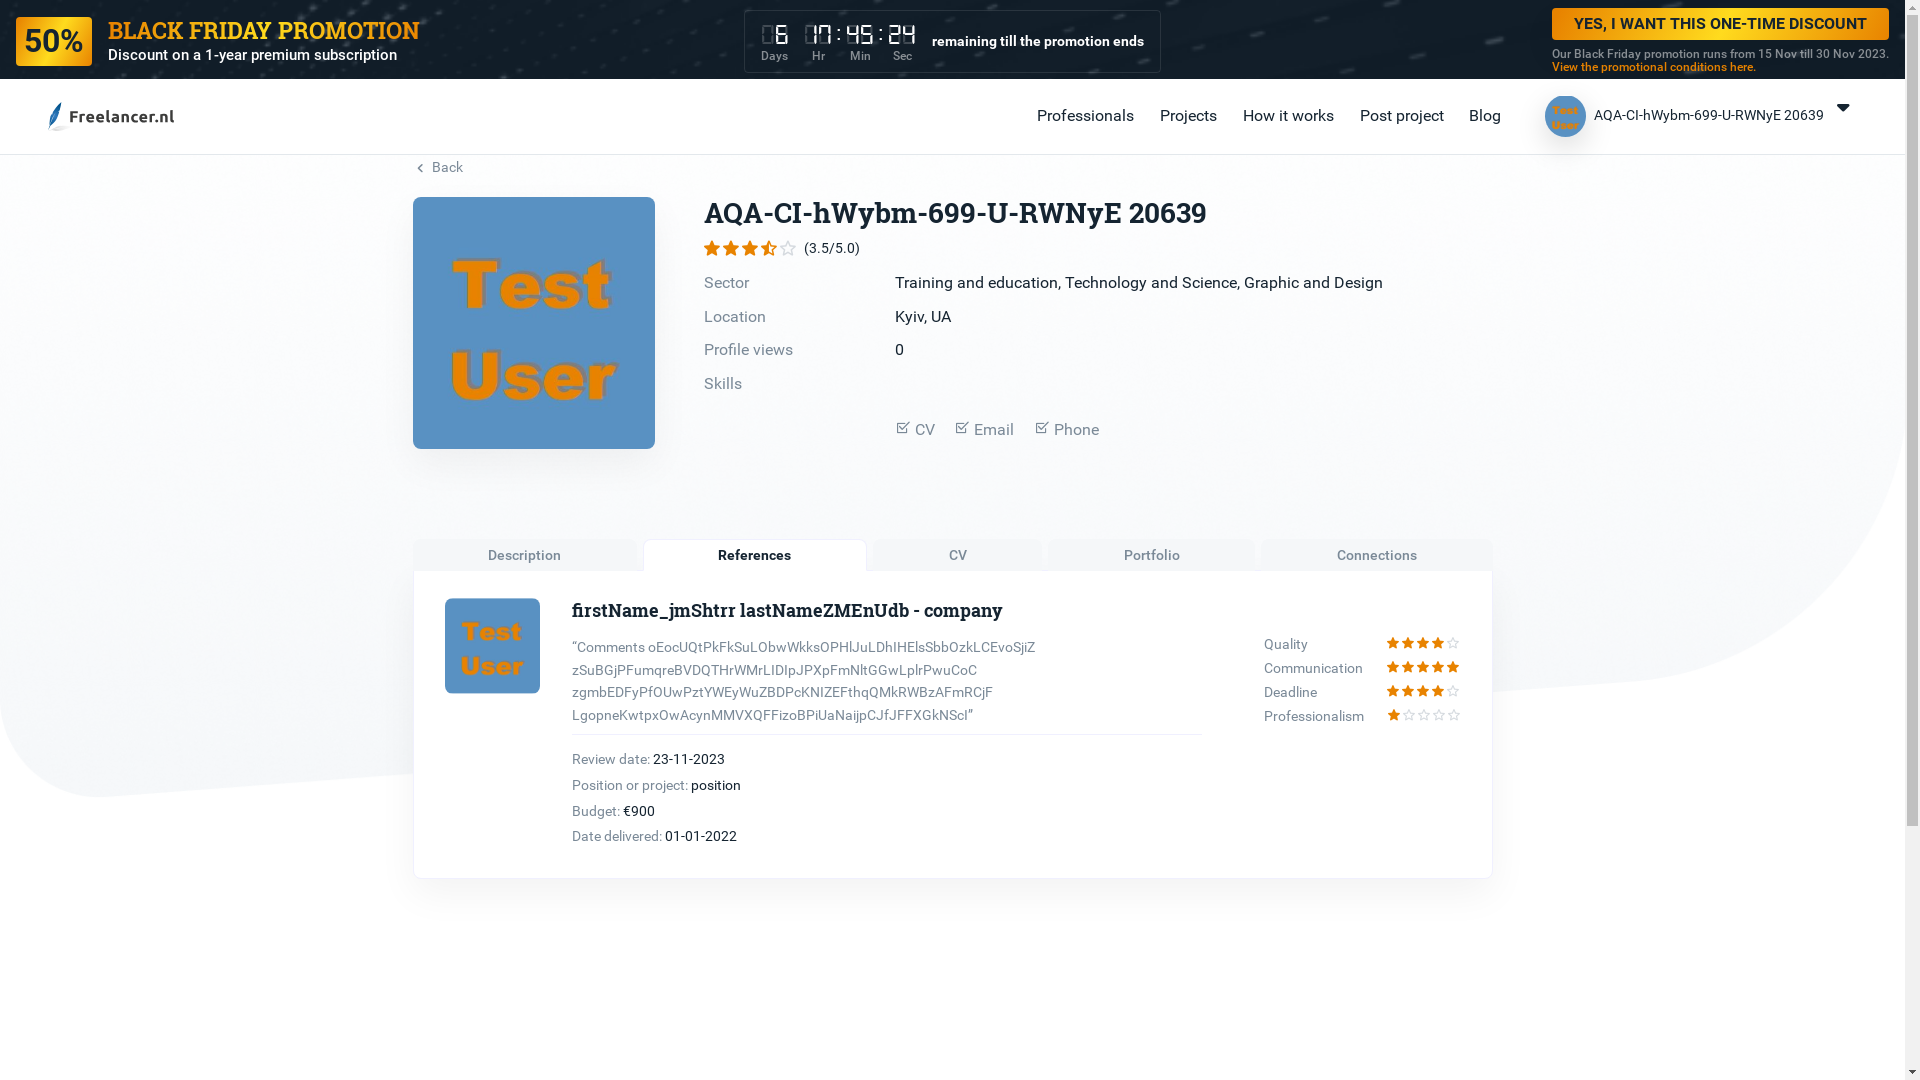 50%
BLACK FRIDAY PROMOTION
Discount on a 1-year premium subscription
6 17 : 45 : 24
Days Hr Min Sec
remaining till the promotion ends
YES, I WANT THIS ONE-TIME DISCOUNT
Our Black Friday promotion runs from 15 Nov till 30 Nov 2023.
View the promotional conditions here.
Freelancer.nl
Professionals Projects How it works Post project Blog
Test
User
AQA-CI-hWybm-699-U-RWNyE 20639
Back
Test
User
AQA-CI-hWybm-699-U-RWNyE 20639
(3.5/5.0)
Sector Training and education, Technology and Science, Graphic and Design
Location Kyiv, UA
Profile views 0
Skills
CV Email Phone
Description References CV Portfolio Connections
Test
User
firstName_jmShtrr lastNameZMEnUdb - company
“Comments oEocUQtPkFkSuLObwWkksOPHlJuLDhIHElsSbbOzkLCEvoSjiZ
zSuBGjPFumqreBVDQTHrWMrLIDIpJPXpFmNltGGwLplrPwuCoC
zgmbEDFyPfOUwPztYWEyWuZBDPcKNIZEFthqQMkRWBzAFmRCjF
LgopneKwtpxOwAcynMMVXQFFizoBPiUaNaijpCJfJFFXGkNScI”
Quality
Communication
Deadline
Professionalism
Review date: 23-11-2023
Position or project: position
Budget: €900
Date delivered: 01-01-2022